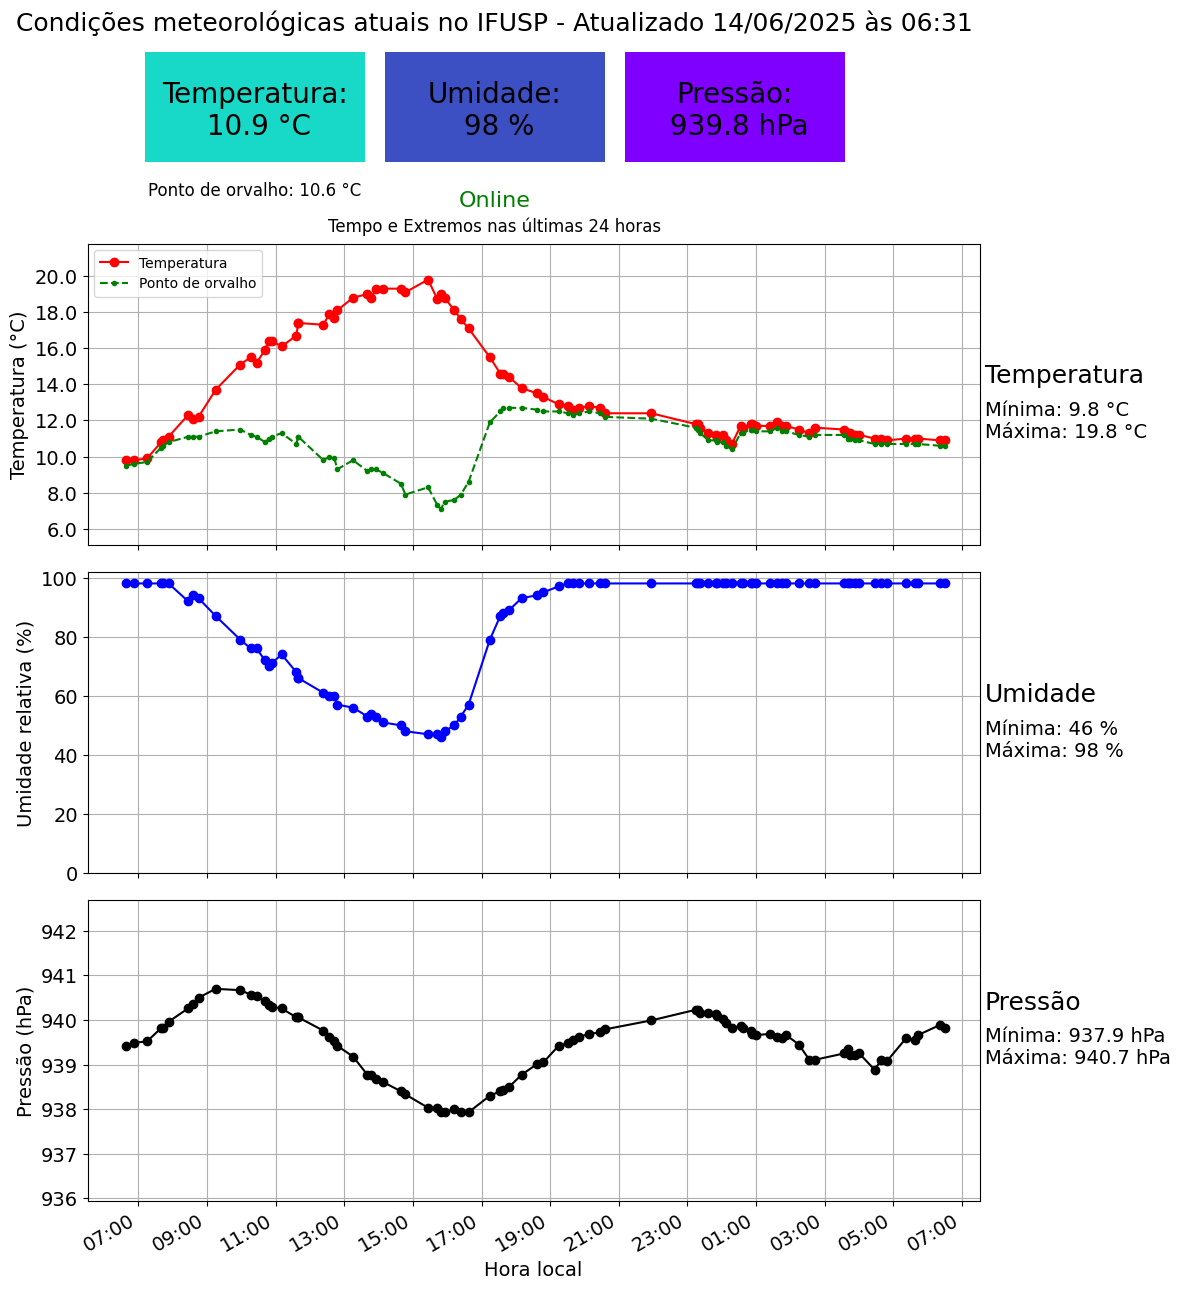 Condições meteorológicas atuais no IFUSP - Atualizado 14/06/2025 às 06:31
Temperatura:
10.9 °C
Umidade:
98 %
Pressão:
939.8 hPa
Ponto de orvalho: 10.6 °C
Online
Tempo e Extremos nas últimas 24 horas
Temperatura
Ponto de orvalho
Temperatura (°C)
20.0
18.0
16.0
14.0
12.0
10.0
8.0
6.0
Temperatura
Mínima: 9.8 °C
Máxima: 19.8 °C
Umidade relativa (%)
100
80
60
40
20
0
Umidade
Mínima: 46 %
Máxima: 98 %
Pressão (hPa)
942
941
940
939
938
937
936
Pressão
Mínima: 937.9 hPa
Máxima: 940.7 hPa
07:00
09:00
11:00
13:00
15:00
17:00
19:00
21:00
23:00
01:00
03:00
05:00
07:00
Hora local